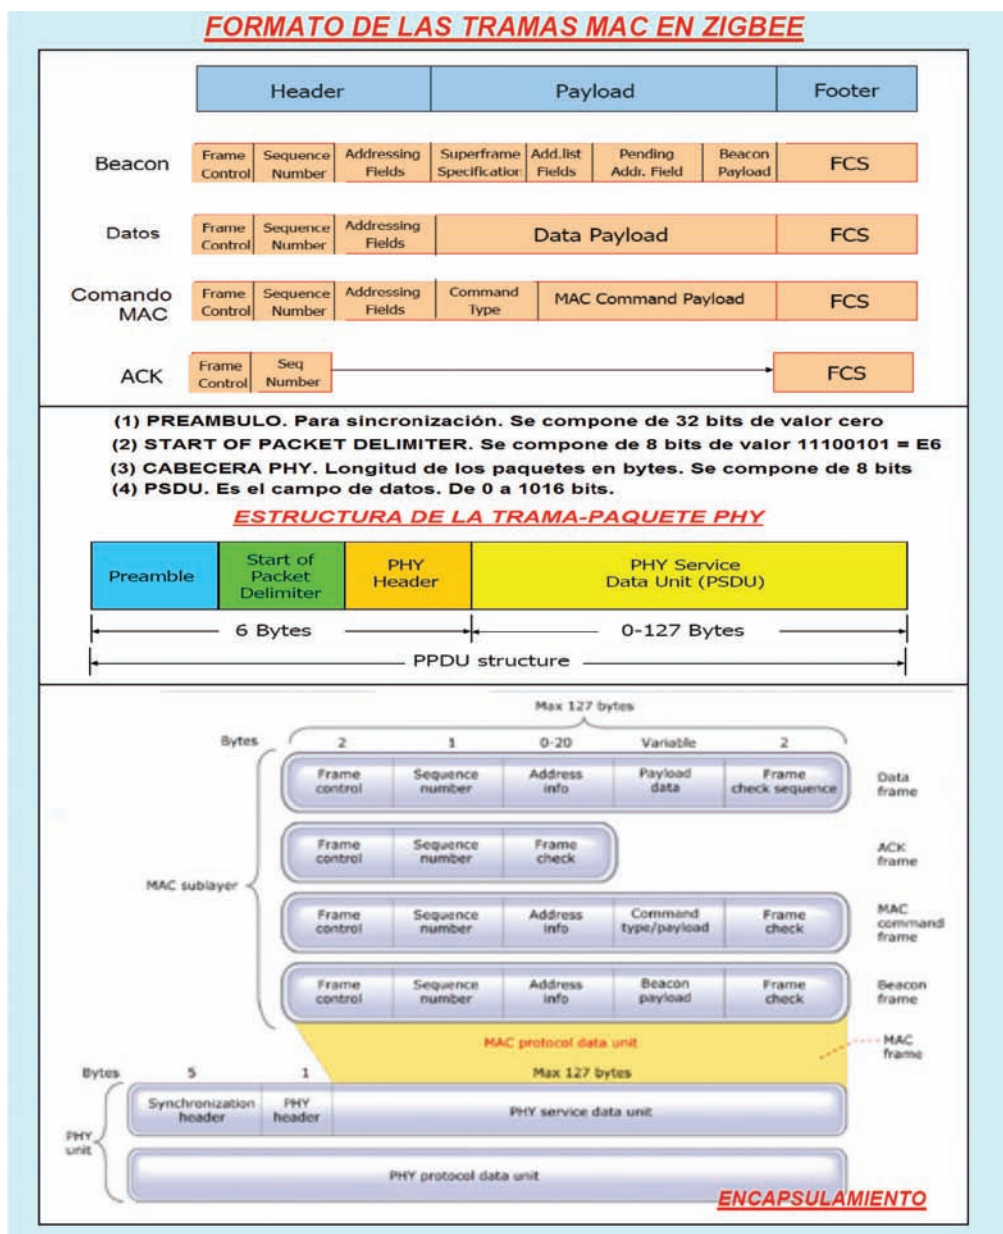 FORMATO DE LAS TRAMAS MAC EN ZIGBEE
Header Payload Footer
Beacon Frame Control Sequence Number Addressing Fields Superframe Specification Add.list Fields Pending Addr. Field Beacon Payload FCS
Datos Frame Control Sequence Number Addressing Fields Data Payload FCS
Comando MAC Frame Control Sequence Number Addressing Fields Command Type MAC Command Payload FCS
ACK Frame Control Seq Number FCS
(1) PREAMBULO. Para sincronización. Se compone de 32 bits de valor cero
(2) START OF PACKET DELIMITER. Se compone de 8 bits de valor 11100101 = E6
(3) CABECERA PHY. Longitud de los paquetes en bytes. Se compone de 8 bits
(4) PSDU. Es el campo de datos. De 0 a 1016 bits.
ESTRUCTURA DE LA TRAMA-PAQUETE PHY
Preamble Start of Packet Delimiter PHY Header PHY Service Data Unit (PSDU)
6 Bytes 0-127 Bytes
PPDU structure
Max 127 bytes
Bytes 2 1 0-20 Variable 2
Frame control Sequence number Address info Payload data Frame check sequence Data frame
Frame control Sequence number Frame check ACK frame
MAC sublayer
Frame control Sequence number Address info Command type/payload Frame check MAC command frame
Frame control Sequence number Address info Beacon payload Frame check Beacon frame
MAC protocol data unit MAC frame
Bytes 5 1 Max 127 bytes
Synchronization header PHY header PHY service data unit
PHY unit
PHY protocol data unit
ENCAPSULAMIENTO